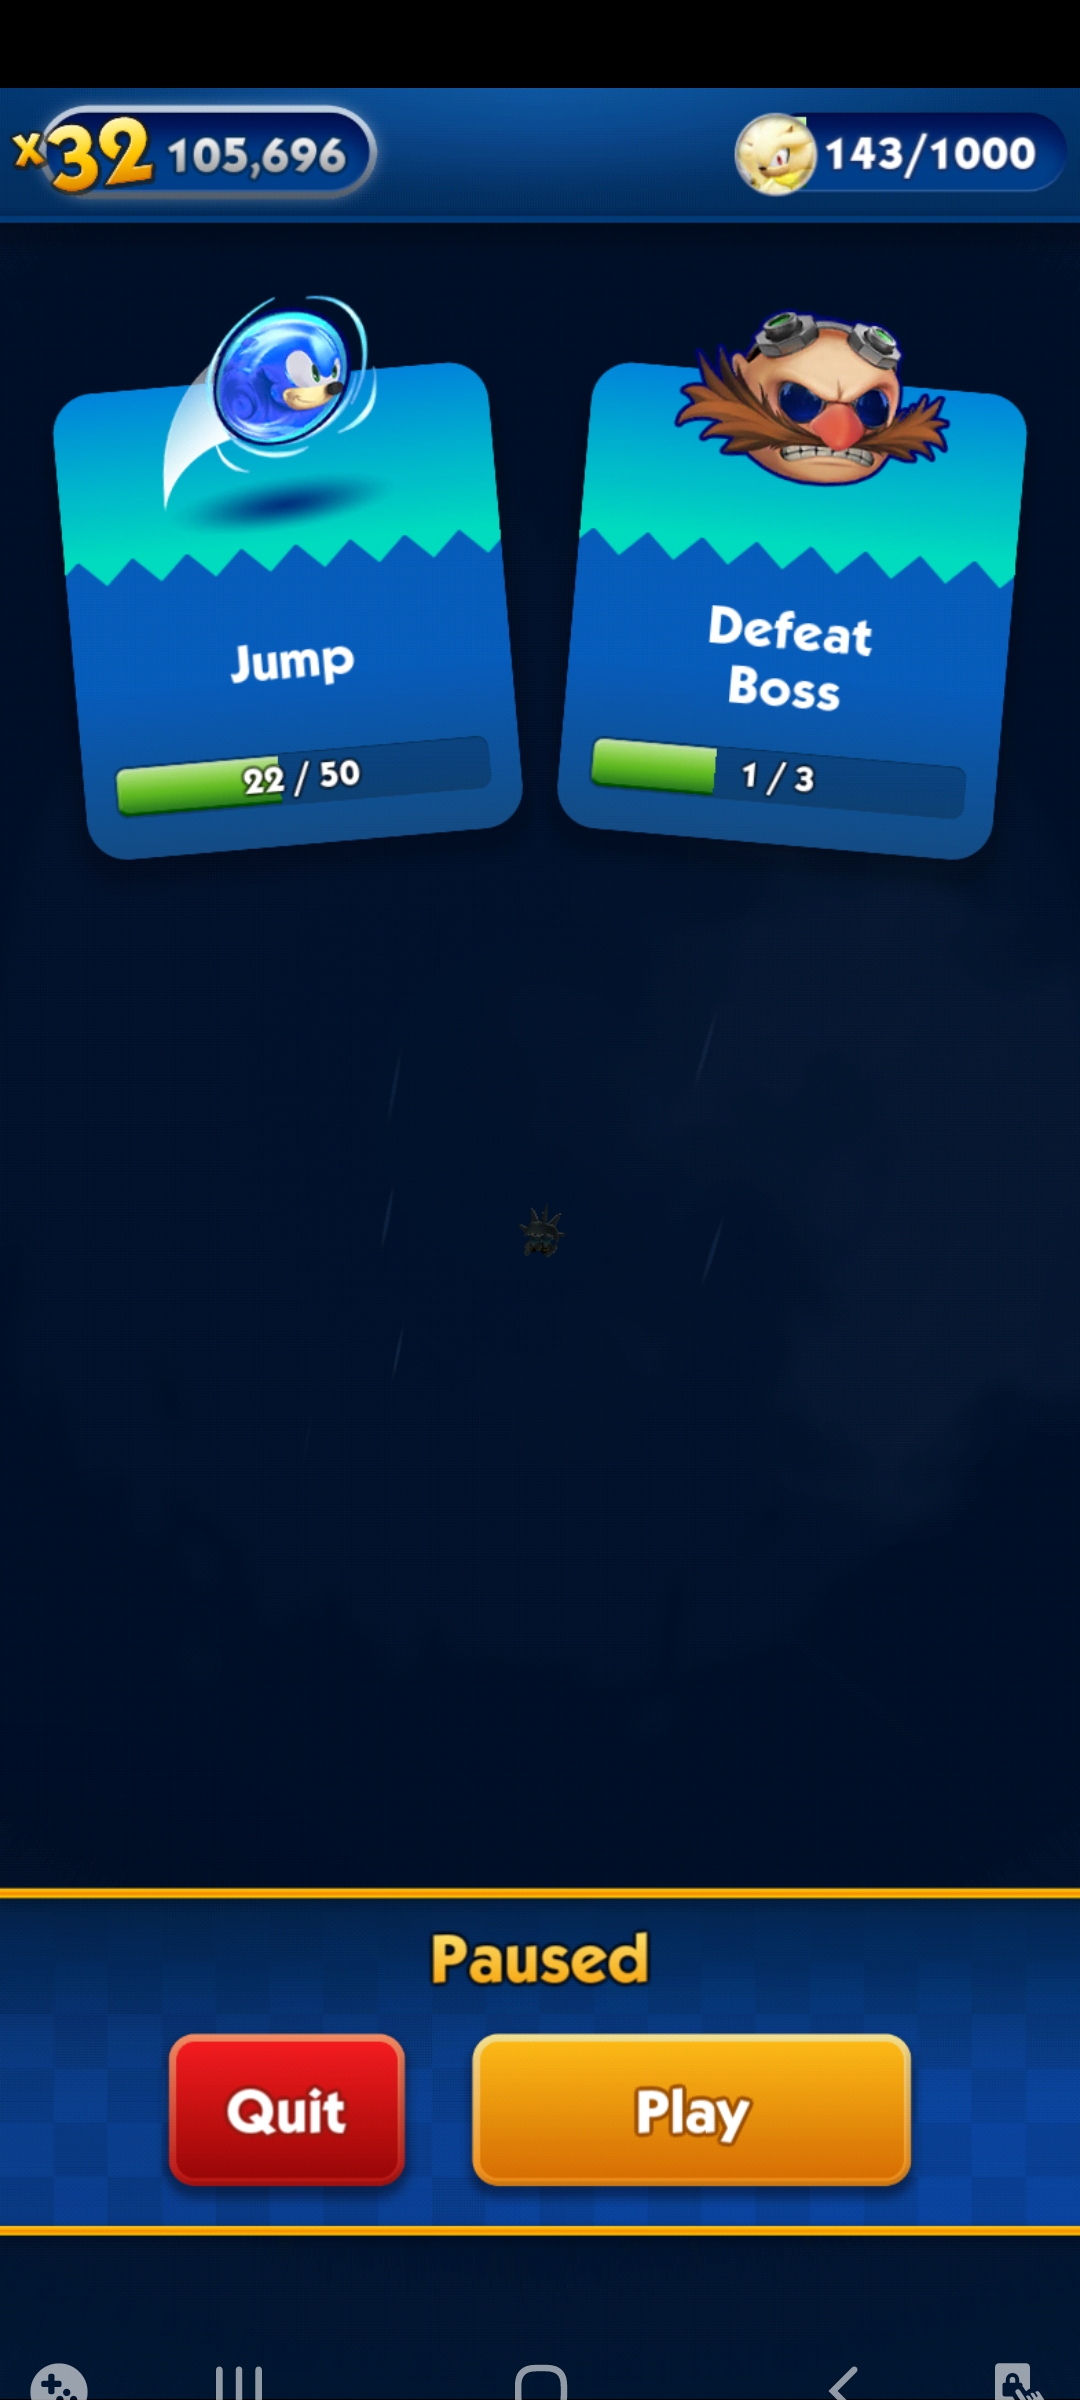 x32 105,696
143/1000
Jump
22 / 50
Defeat
Boss
1 / 3
Paused
Quit
Play